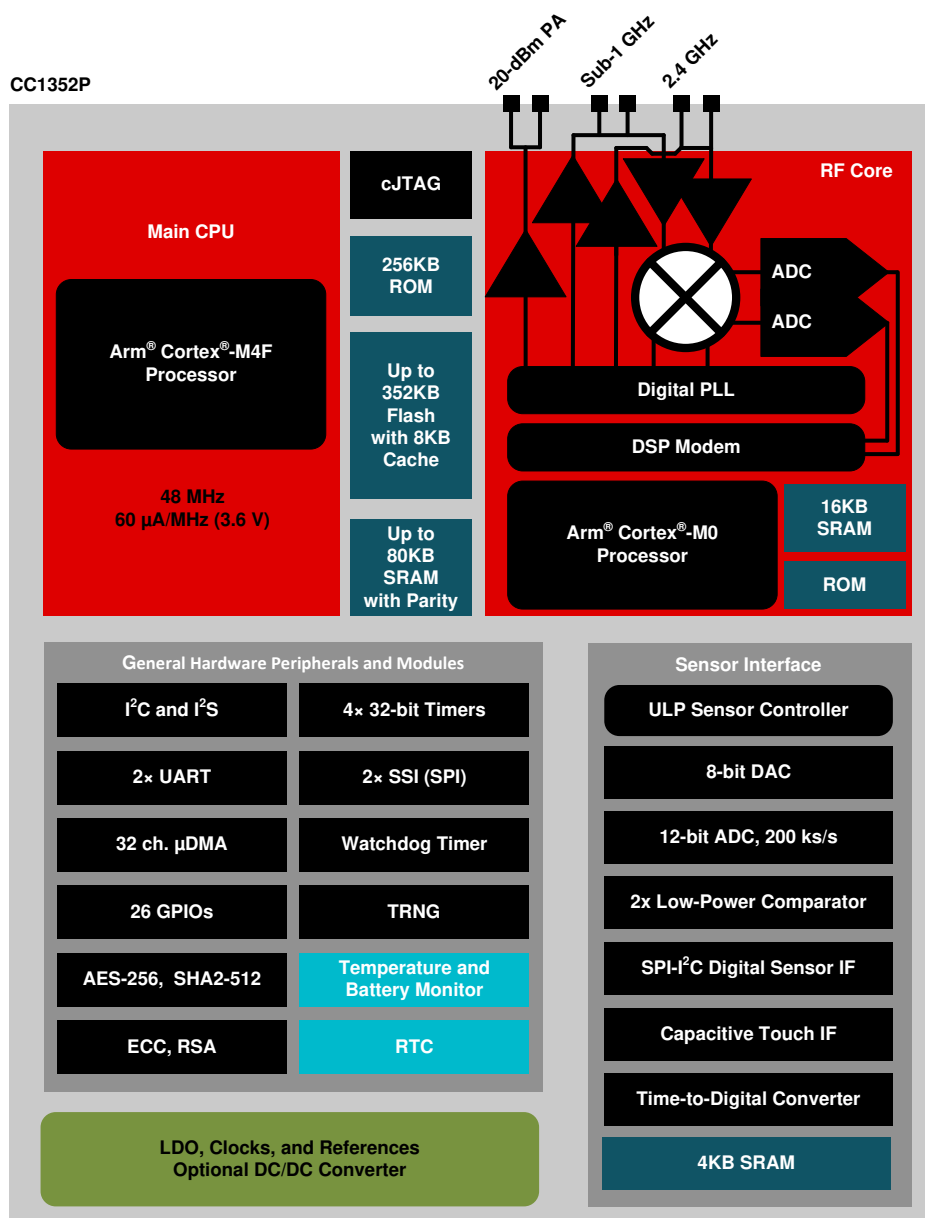 20-dBm PA
Sub-1 GHz
2.4 GHz
CC1352P
Main CPU
Arm® Cortex®-M4F
Processor
48 MHz
60 µA/MHz (3.6 V)
cJTAG
256KB
ROM
Up to
352KB
Flash
with 8KB
Cache
Up to
80KB
SRAM
with Parity
RF Core
ADC
ADC
Digital PLL
DSP Modem
Arm® Cortex®-M0
Processor
16KB
SRAM
ROM
General Hardware Peripherals and Modules
I²C and I²S
4× 32-bit Timers
2× UART
2× SSI (SPI)
32 ch. µDMA
Watchdog Timer
26 GPIOs
TRNG
AES-256, SHA2-512
Temperature and
Battery Monitor
ECC, RSA
RTC
LDO, Clocks, and References
Optional DC/DC Converter
Sensor Interface
ULP Sensor Controller
8-bit DAC
12-bit ADC, 200 ks/s
2x Low-Power Comparator
SPI-I²C Digital Sensor IF
Capacitive Touch IF
Time-to-Digital Converter
4KB SRAM